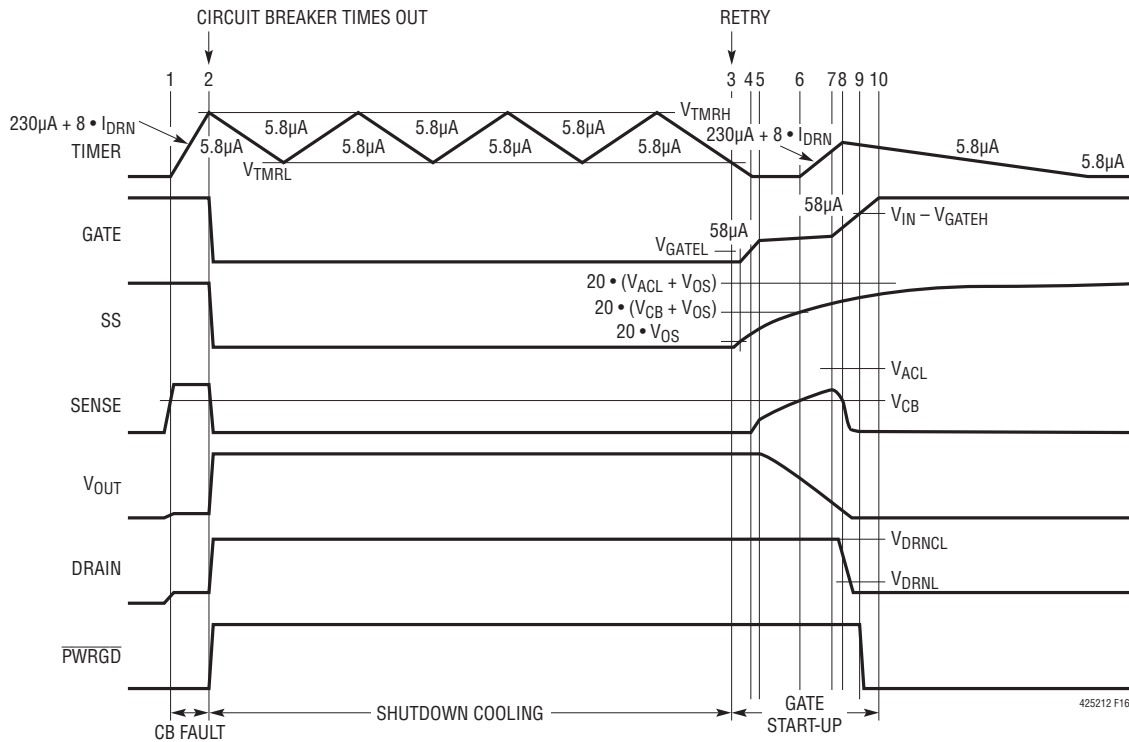 CIRCUIT BREAKER TIMES OUT
RETRY
1 2 3 4 5 6 7 8 9 10
230µA + 8 • IDRN
TIMER
5.8µA 5.8µA 5.8µA 5.8µA
5.8µA 5.8µA 5.8µA 5.8µA
VTMRL
VTMRH
230µA + 8 • IDRN
5.8µA
5.8µA
GATE
58µA
58µA
VGATEL
VIN – VGATEH
SS
20 • (VACL + VOS)
20 • (VCB + VOS)
20 • VOS
SENSE
VACL
VCB
VOUT
DRAIN
VDRNCL
VDRNL
PWRGD
CB FAULT
SHUTDOWN COOLING
GATE
START-UP
425212 F16